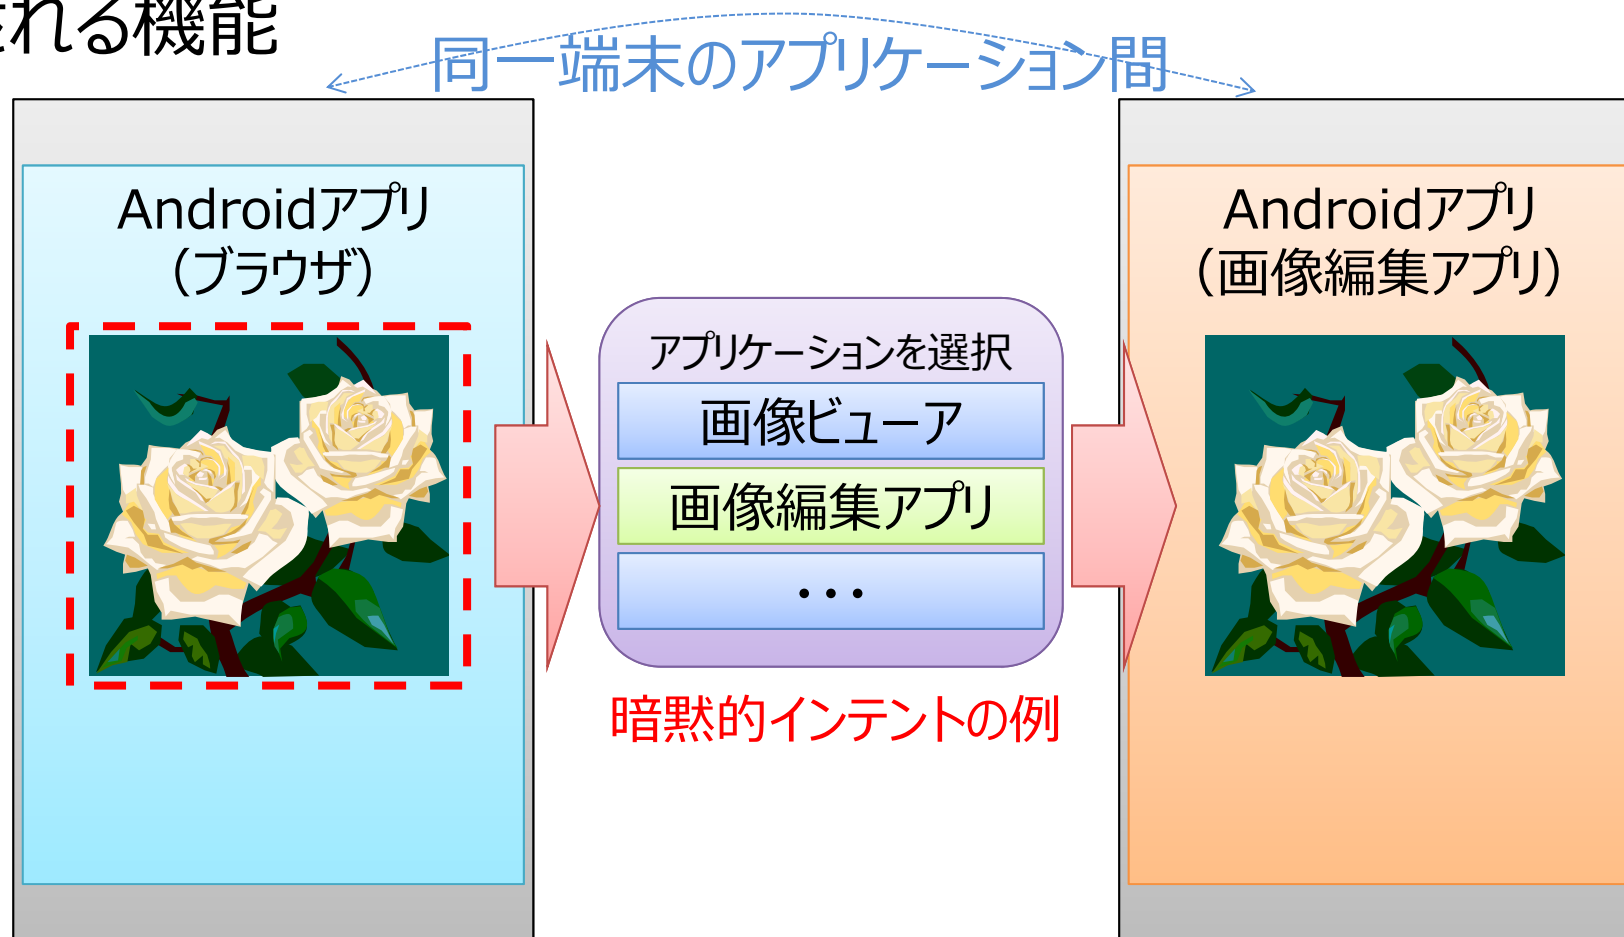 れる機能
同一端末のアプリケーション間
Androidアプリ
（ブラウザ）
アプリケーションを選択
画像ビューア
画像編集アプリ
・・・
暗黙的インテントの例
Androidアプリ
（画像編集アプリ）